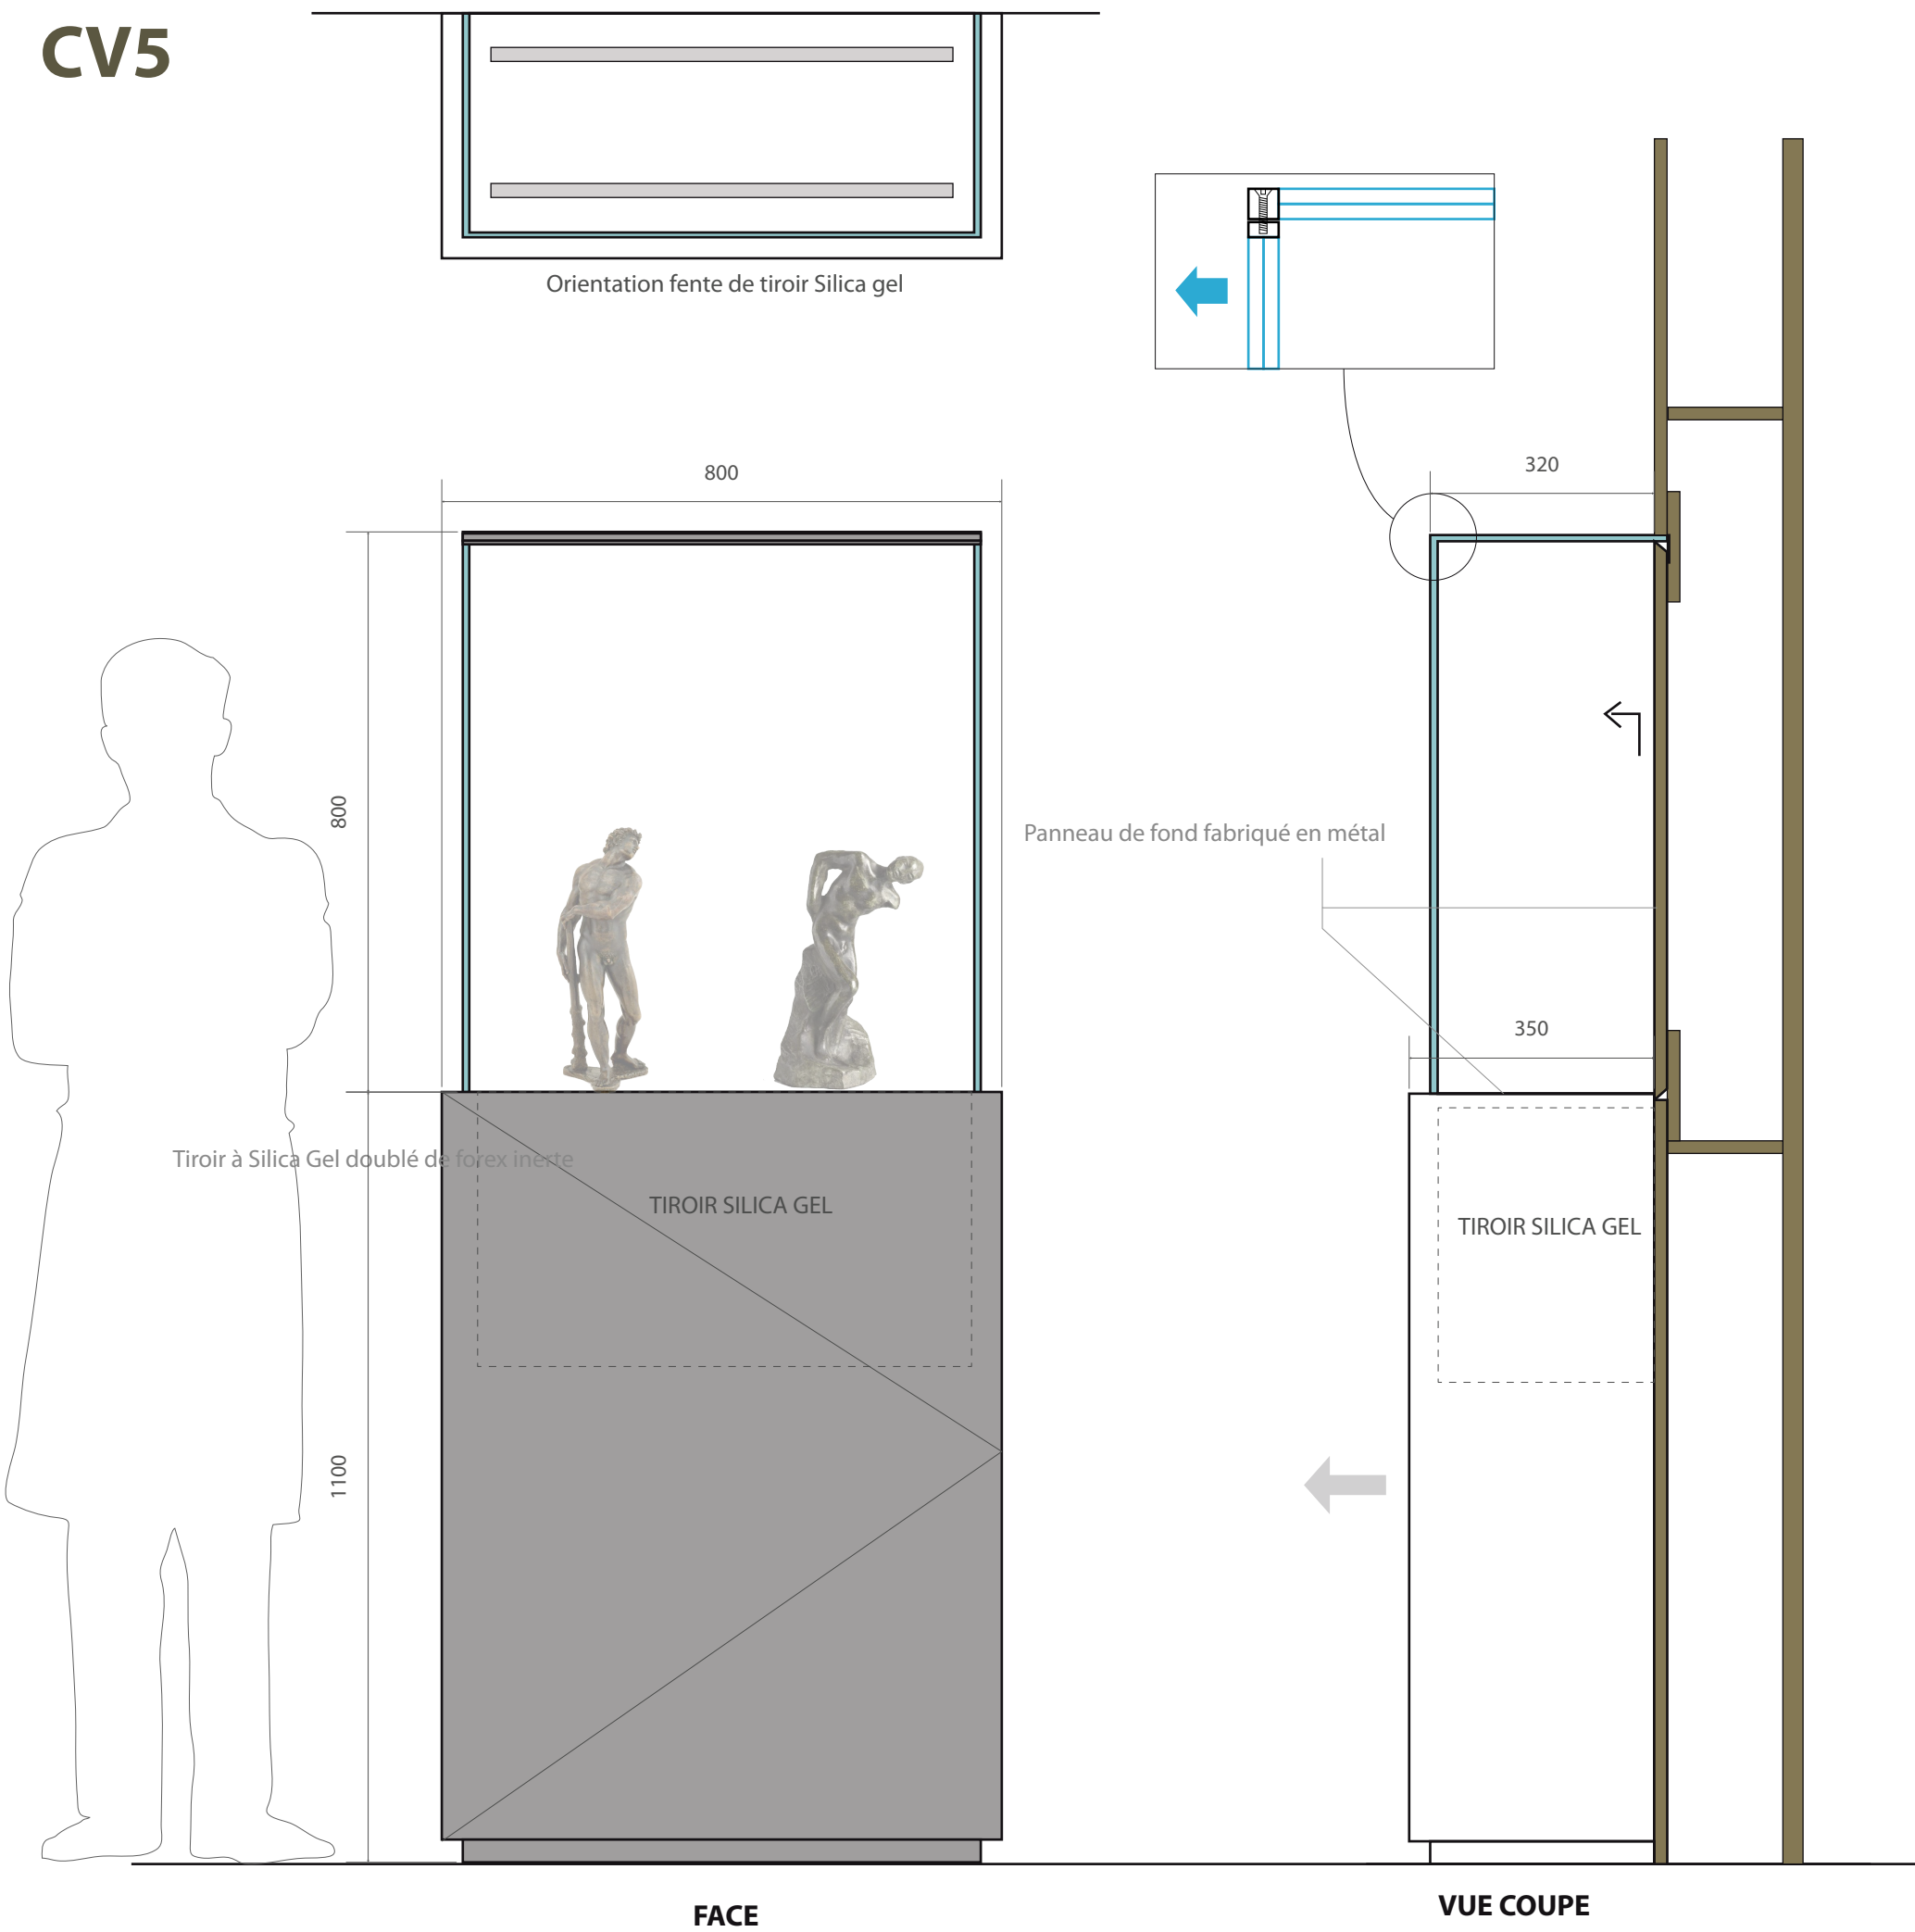 CV5
Orientation fente de tiroir Silica gel
800
320
800
Panneau de fond fabriqué en métal
350
Tiroir à Silica Gel doublé de forex inerte
TIROIR SILICA GEL
TIROIR SILICA GEL
1100
FACE
VUE COUPE